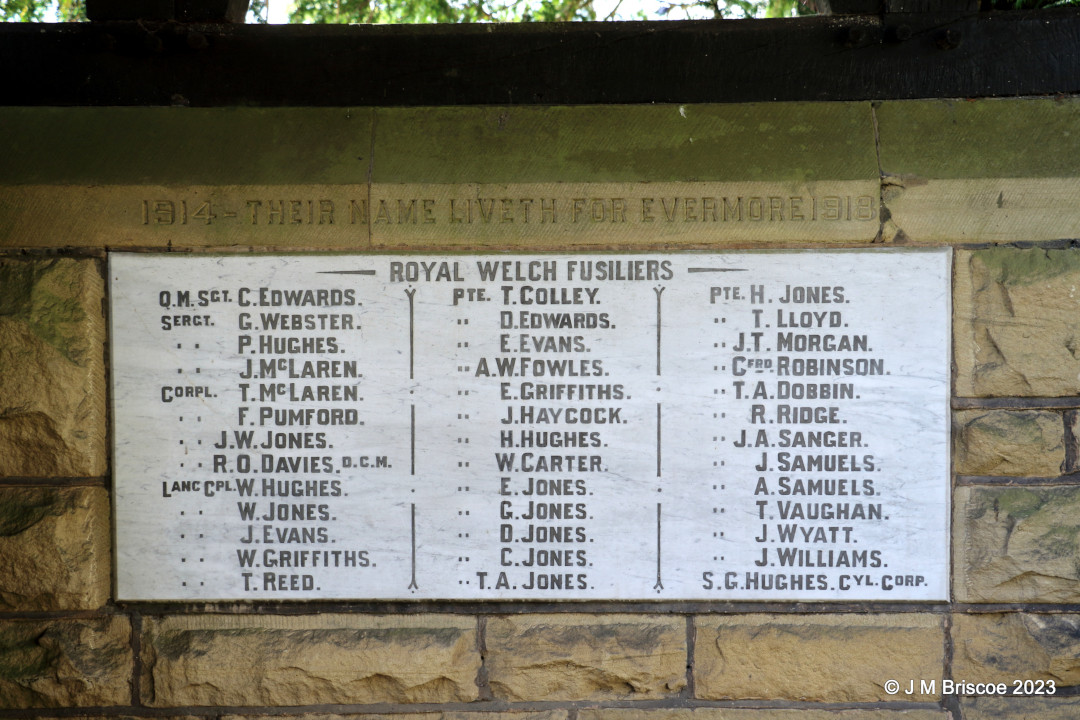 1914 - THEIR NAME LIVETH FOR EVERMORE 1918
ROYAL WELCH FUSILIERS
Q.M. SGT. C. EDWARDS.
SERGT. G. WEBSTER.
" P. HUGHES.
" J. McLAREN.
CORPL. T. McLAREN.
" F. PUMFORD.
" J.W. JONES.
" R.O. DAVIES, D.C.M.
LANC CPL. W. HUGHES.
" W. JONES.
" J. EVANS.
" W. GRIFFITHS.
" T. REED.
PTE. T. COLLEY.
" D. EDWARDS.
" E. EVANS.
" A.W. FOWLES.
" E. GRIFFITHS.
" J. HAYCOCK.
" H. HUGHES.
" W. CARTER.
" E. JONES.
" G. JONES.
" D. JONES.
" C. JONES.
" T.A. JONES.
PTE. H. JONES.
" T. LLOYD.
" J.T. MORGAN.
" CFRD ROBINSON.
" T.A. DOBBIN.
" R. RIDGE.
" J.A. SANGER.
" J. SAMUELS.
" A. SAMUELS.
" T. VAUGHAN.
" J. WYATT.
" J. WILLIAMS.
S.G. HUGHES. CYL. CORP.
© J M Briscoe 2023